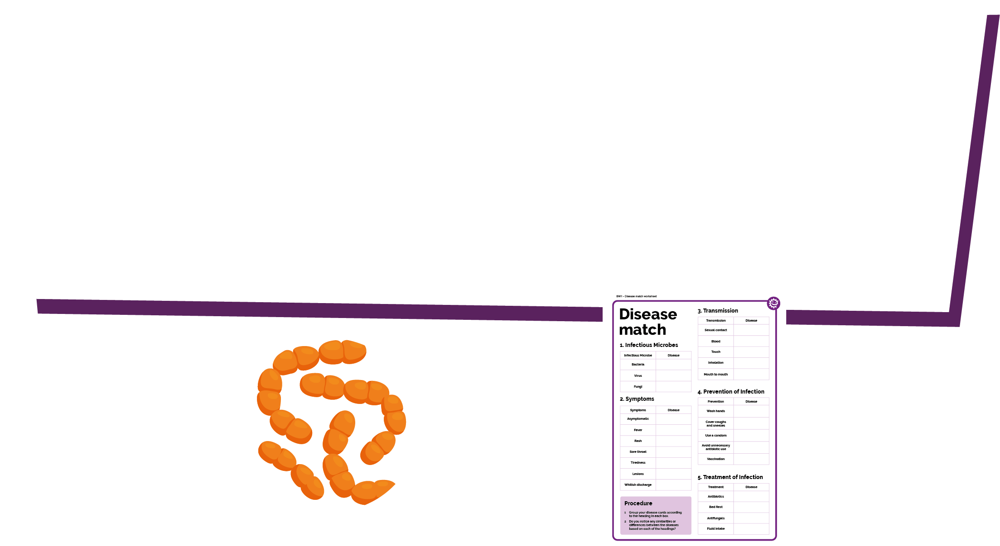 SW1 - Disease match worksheet
Disease
match
1. Infectious Microbes
Infectious Microbe Disease
Bacteria
Virus
Fungi
2. Symptoms
Symptoms Disease
Asymptomatic
Fever
Rash
Sore throat
Tiredness
Lesions
Whitish discharge
Procedure
1 Group your disease cards according
to the heading in each box.
2 Do you notice any similarities or
differences between the diseases
based on each of the headings?
3. Transmission
Transmission Disease
Sexual contact
Blood
Touch
Inhalation
Mouth to mouth
4. Prevention of Infection
Prevention Disease
Wash hands
Cover coughs
and sneezes
Use a condom
Avoid unnecessary
antibiotic use
Vaccination
5. Treatment of Infection
Treatment Disease
Antibiotics
Bed Rest
Antifungals
Fluid intake